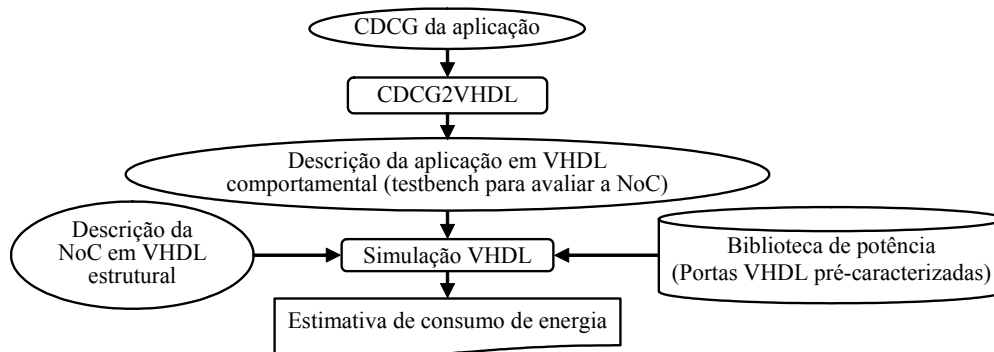 CDCG da aplicação
CDCG2VHDL
Descrição da aplicação em VHDL
comportamental (testbench para avaliar a NoC)
Descrição da
NoC em VHDL
estrutural
Simulação VHDL
Biblioteca de potência
(Portas VHDL pré-caracterizadas)
Estimativa de consumo de energia